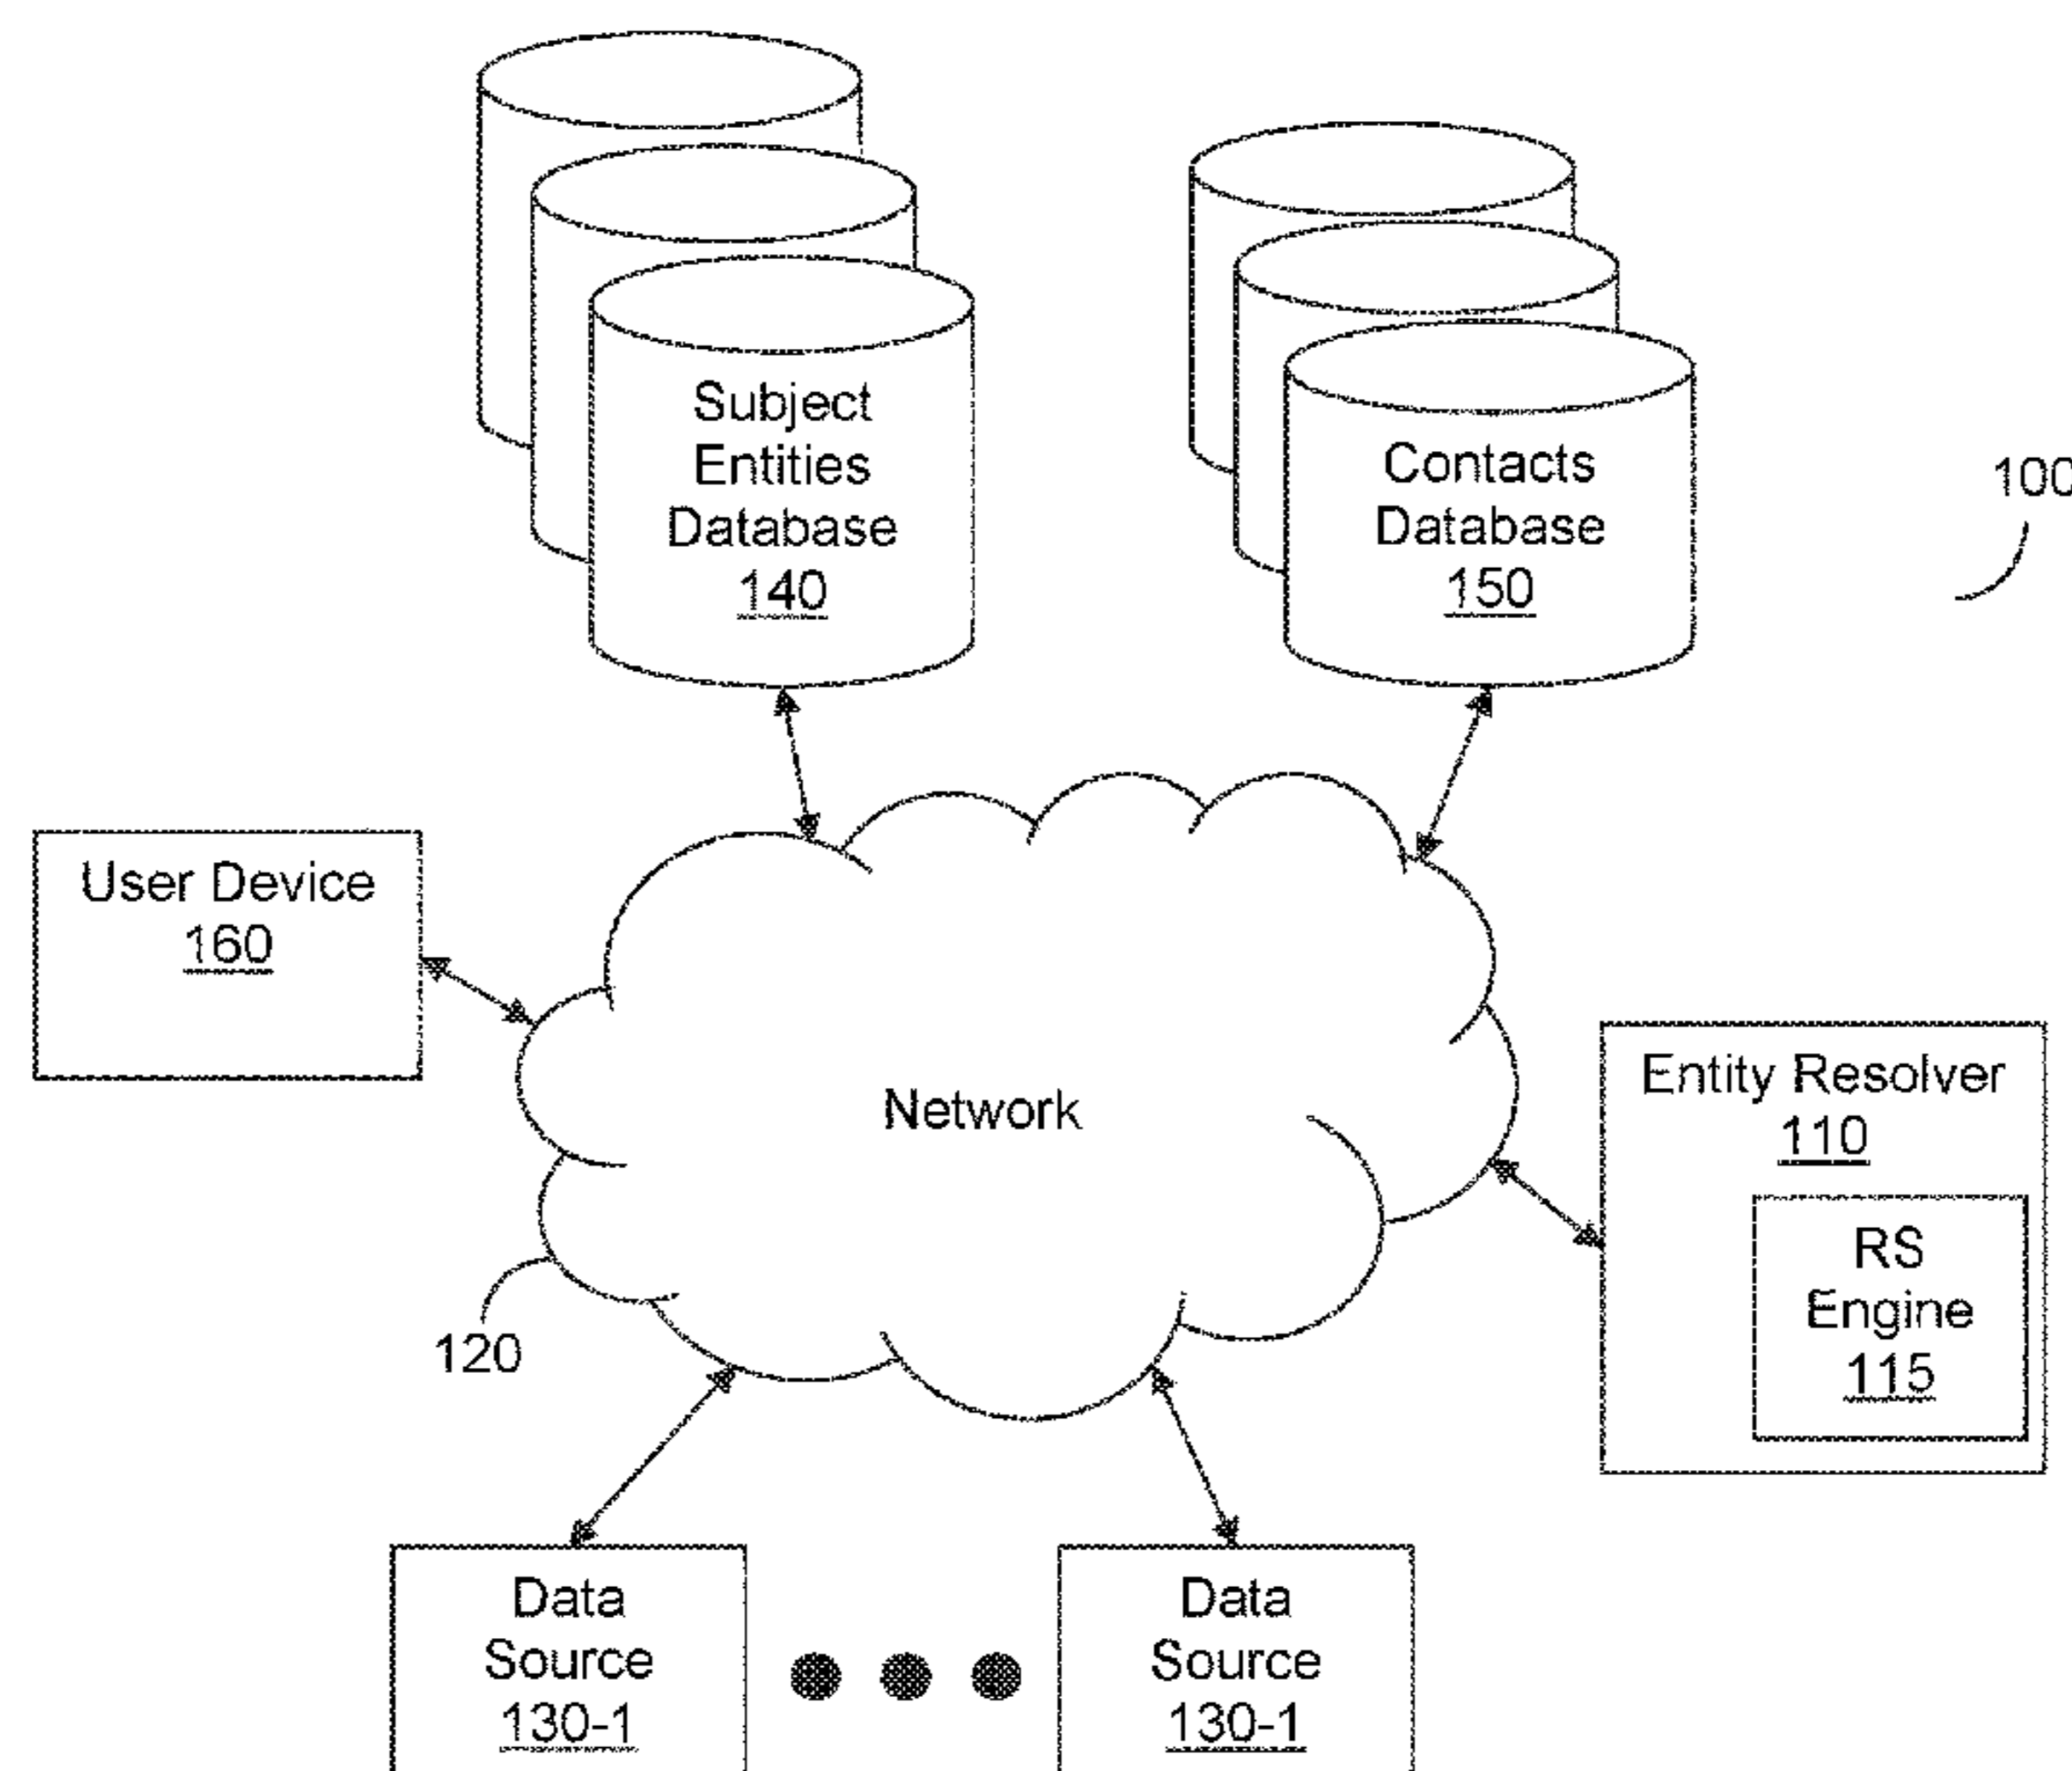 Subject
Entities
Database
140
Contacts
Database
150
100
User Device
160
Network
Entity Resolver
110
RS
Engine
115
120
Data
Source
130-1
Data
Source
130-1